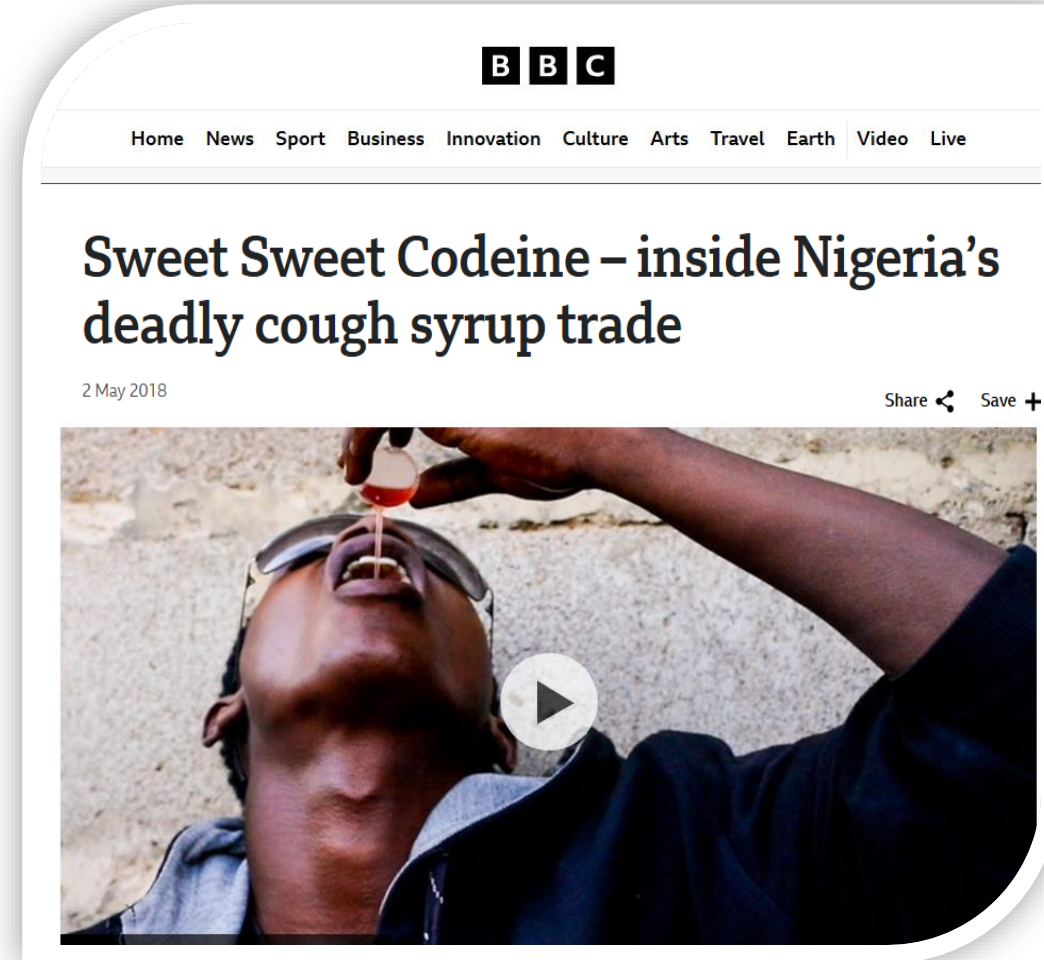 BBC
Home News Sport Business Innovation Culture Arts Travel Earth Video Live
Sweet Sweet Codeine – inside Nigeria’s
deadly cough syrup trade
2 May 2018
Share Save